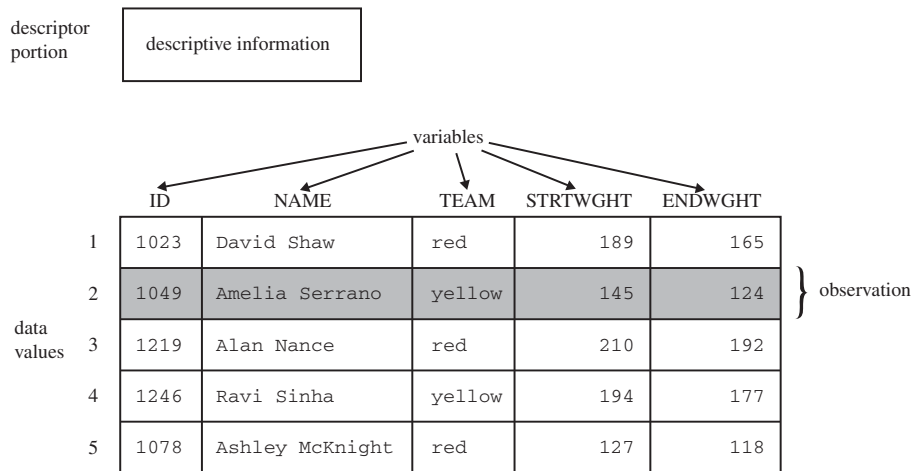 descriptor
portion
descriptive information
variables
ID NAME TEAM STRTWGHT ENDWGHT
1 1023 David Shaw red 189 165
2 1049 Amelia Serrano yellow 145 124
observation
data
values
3 1219 Alan Nance red 210 192
4 1246 Ravi Sinha yellow 194 177
5 1078 Ashley McKnight red 127 118